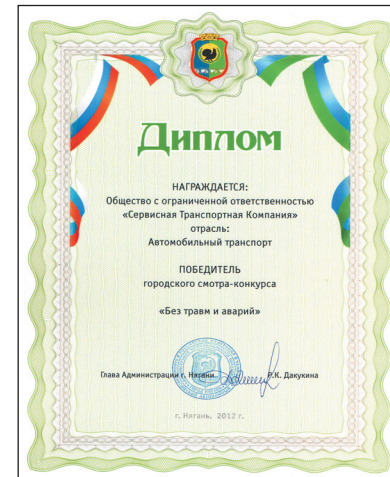 Диплом
НАГРАЖДАЕТСЯ:
Общество с ограниченной ответственностью
«Сервисная Транспортная Компания»
отрасль:
Автомобильный транспорт
ПОБЕДИТЕЛЬ
городского смотра-конкурса
«Без травм и аварий»
Глава Администрации г. Нягани Р.К. Дакукина
г. Нягань, 2012 г.